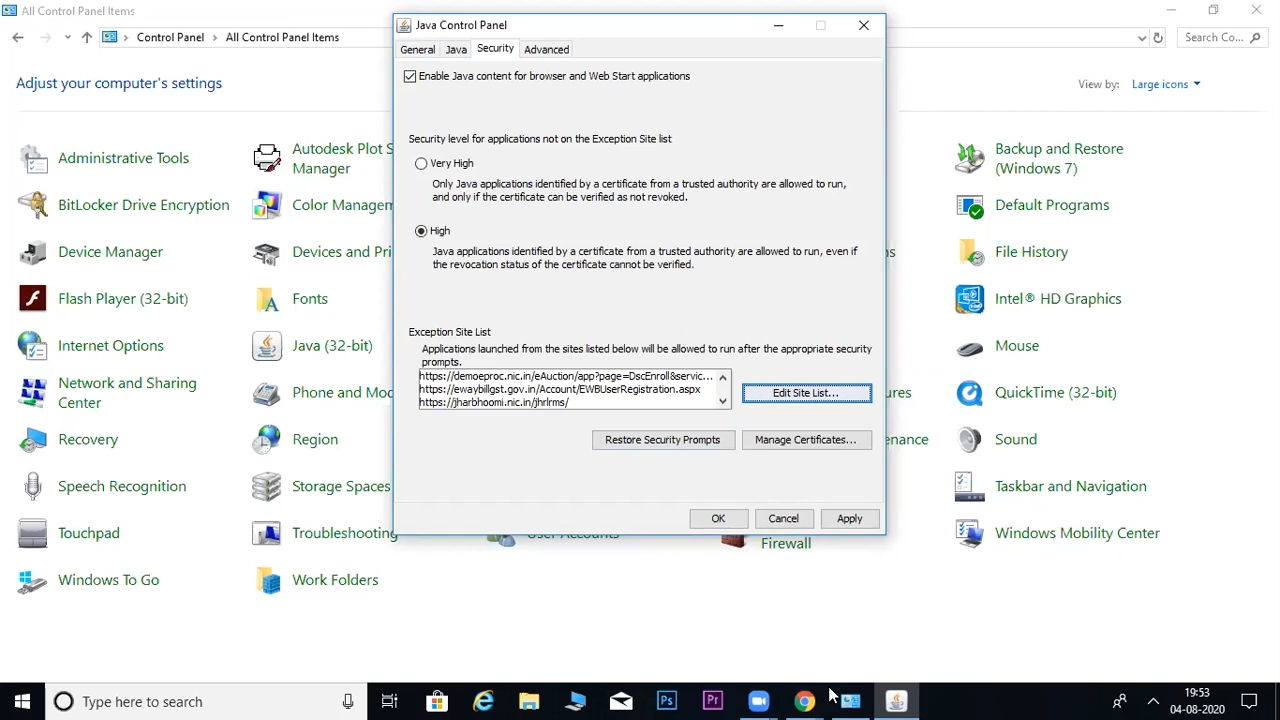 All Control Panel Items
Control Panel
All Control Panel Items
Search Co...
Adjust your computer's settings
View by:
Large icons
Administrative Tools
Autodesk Plot S
Manager
Backup and Restore
(Windows 7)
BitLocker Drive Encryption
Color Managem
Default Programs
Device Manager
Devices and Pri
File History
Flash Player (32-bit)
Fonts
Intel® HD Graphics
Internet Options
Java (32-bit)
Mouse
Network and Sharing
Center
Phone and Mo
QuickTime (32-bit)
Recovery
Region
Sound
Speech Recognition
Storage Spaces
Taskbar and Navigation
Touchpad
Troubleshooting
User Accounts
Firewall
Windows Mobility Center
Windows To Go
Work Folders
Java Control Panel
General
Java
Security
Advanced
Enable Java content for browser and Web Start applications
Security level for applications not on the Exception Site list
Very High
Only Java applications identified by a certificate from a trusted authority are allowed to run,
and only if the certificate can be verified as not revoked.
High
Java applications identified by a certificate from a trusted authority are allowed to run, even if
the revocation status of the certificate cannot be verified.
Exception Site List
Applications launched from the sites listed below will be allowed to run after the appropriate security
prompts.
https://demoeproc.nic.in/eAuction/app?page=DscEnroll&servic...
https://ewaybillgst.gov.in/Account/EWBUserRegistration.aspx
https://jharbhoomi.nic.in/jhrlrms/
Edit Site List...
Restore Security Prompts
Manage Certificates...
OK
Cancel
Apply
Type here to search
Ps
Pr
19:53
04-08-2020